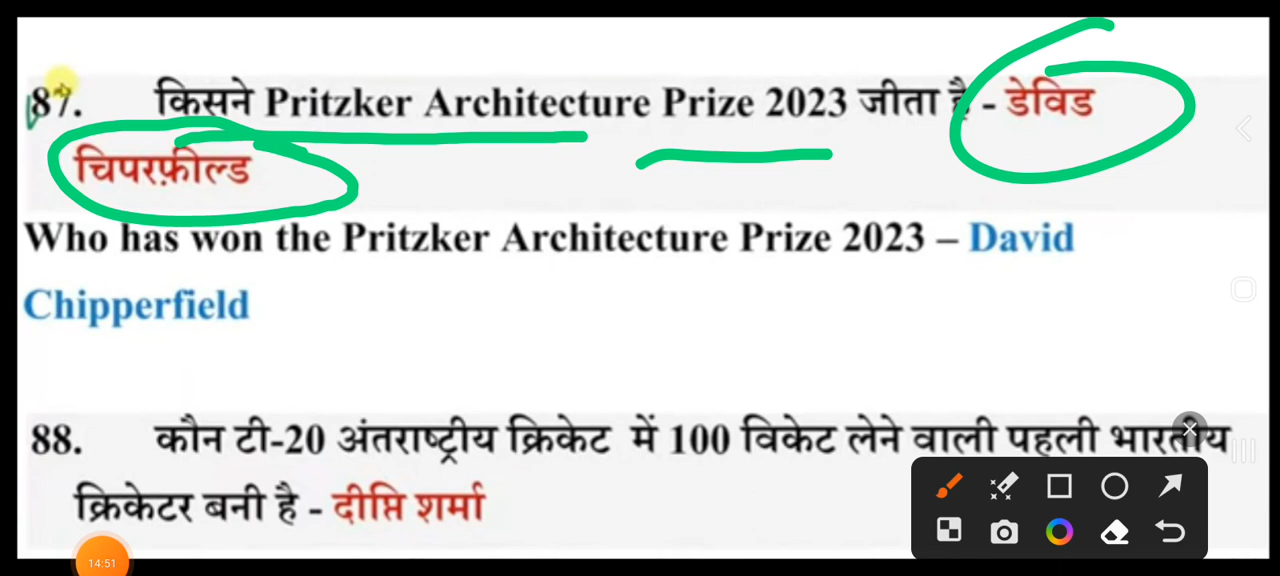 87. किसने Pritzker Architecture Prize 2023 जीता है - डेविड
चिपरफ़ील्ड
Who has won the Pritzker Architecture Prize 2023 – David
Chipperfield
88. कौन टी-20 अंतराष्ट्रीय क्रिकेट में 100 विकेट लेने वाली पहली भारतीय
क्रिकेटर बनी है - दीप्ति शर्मा
14:51